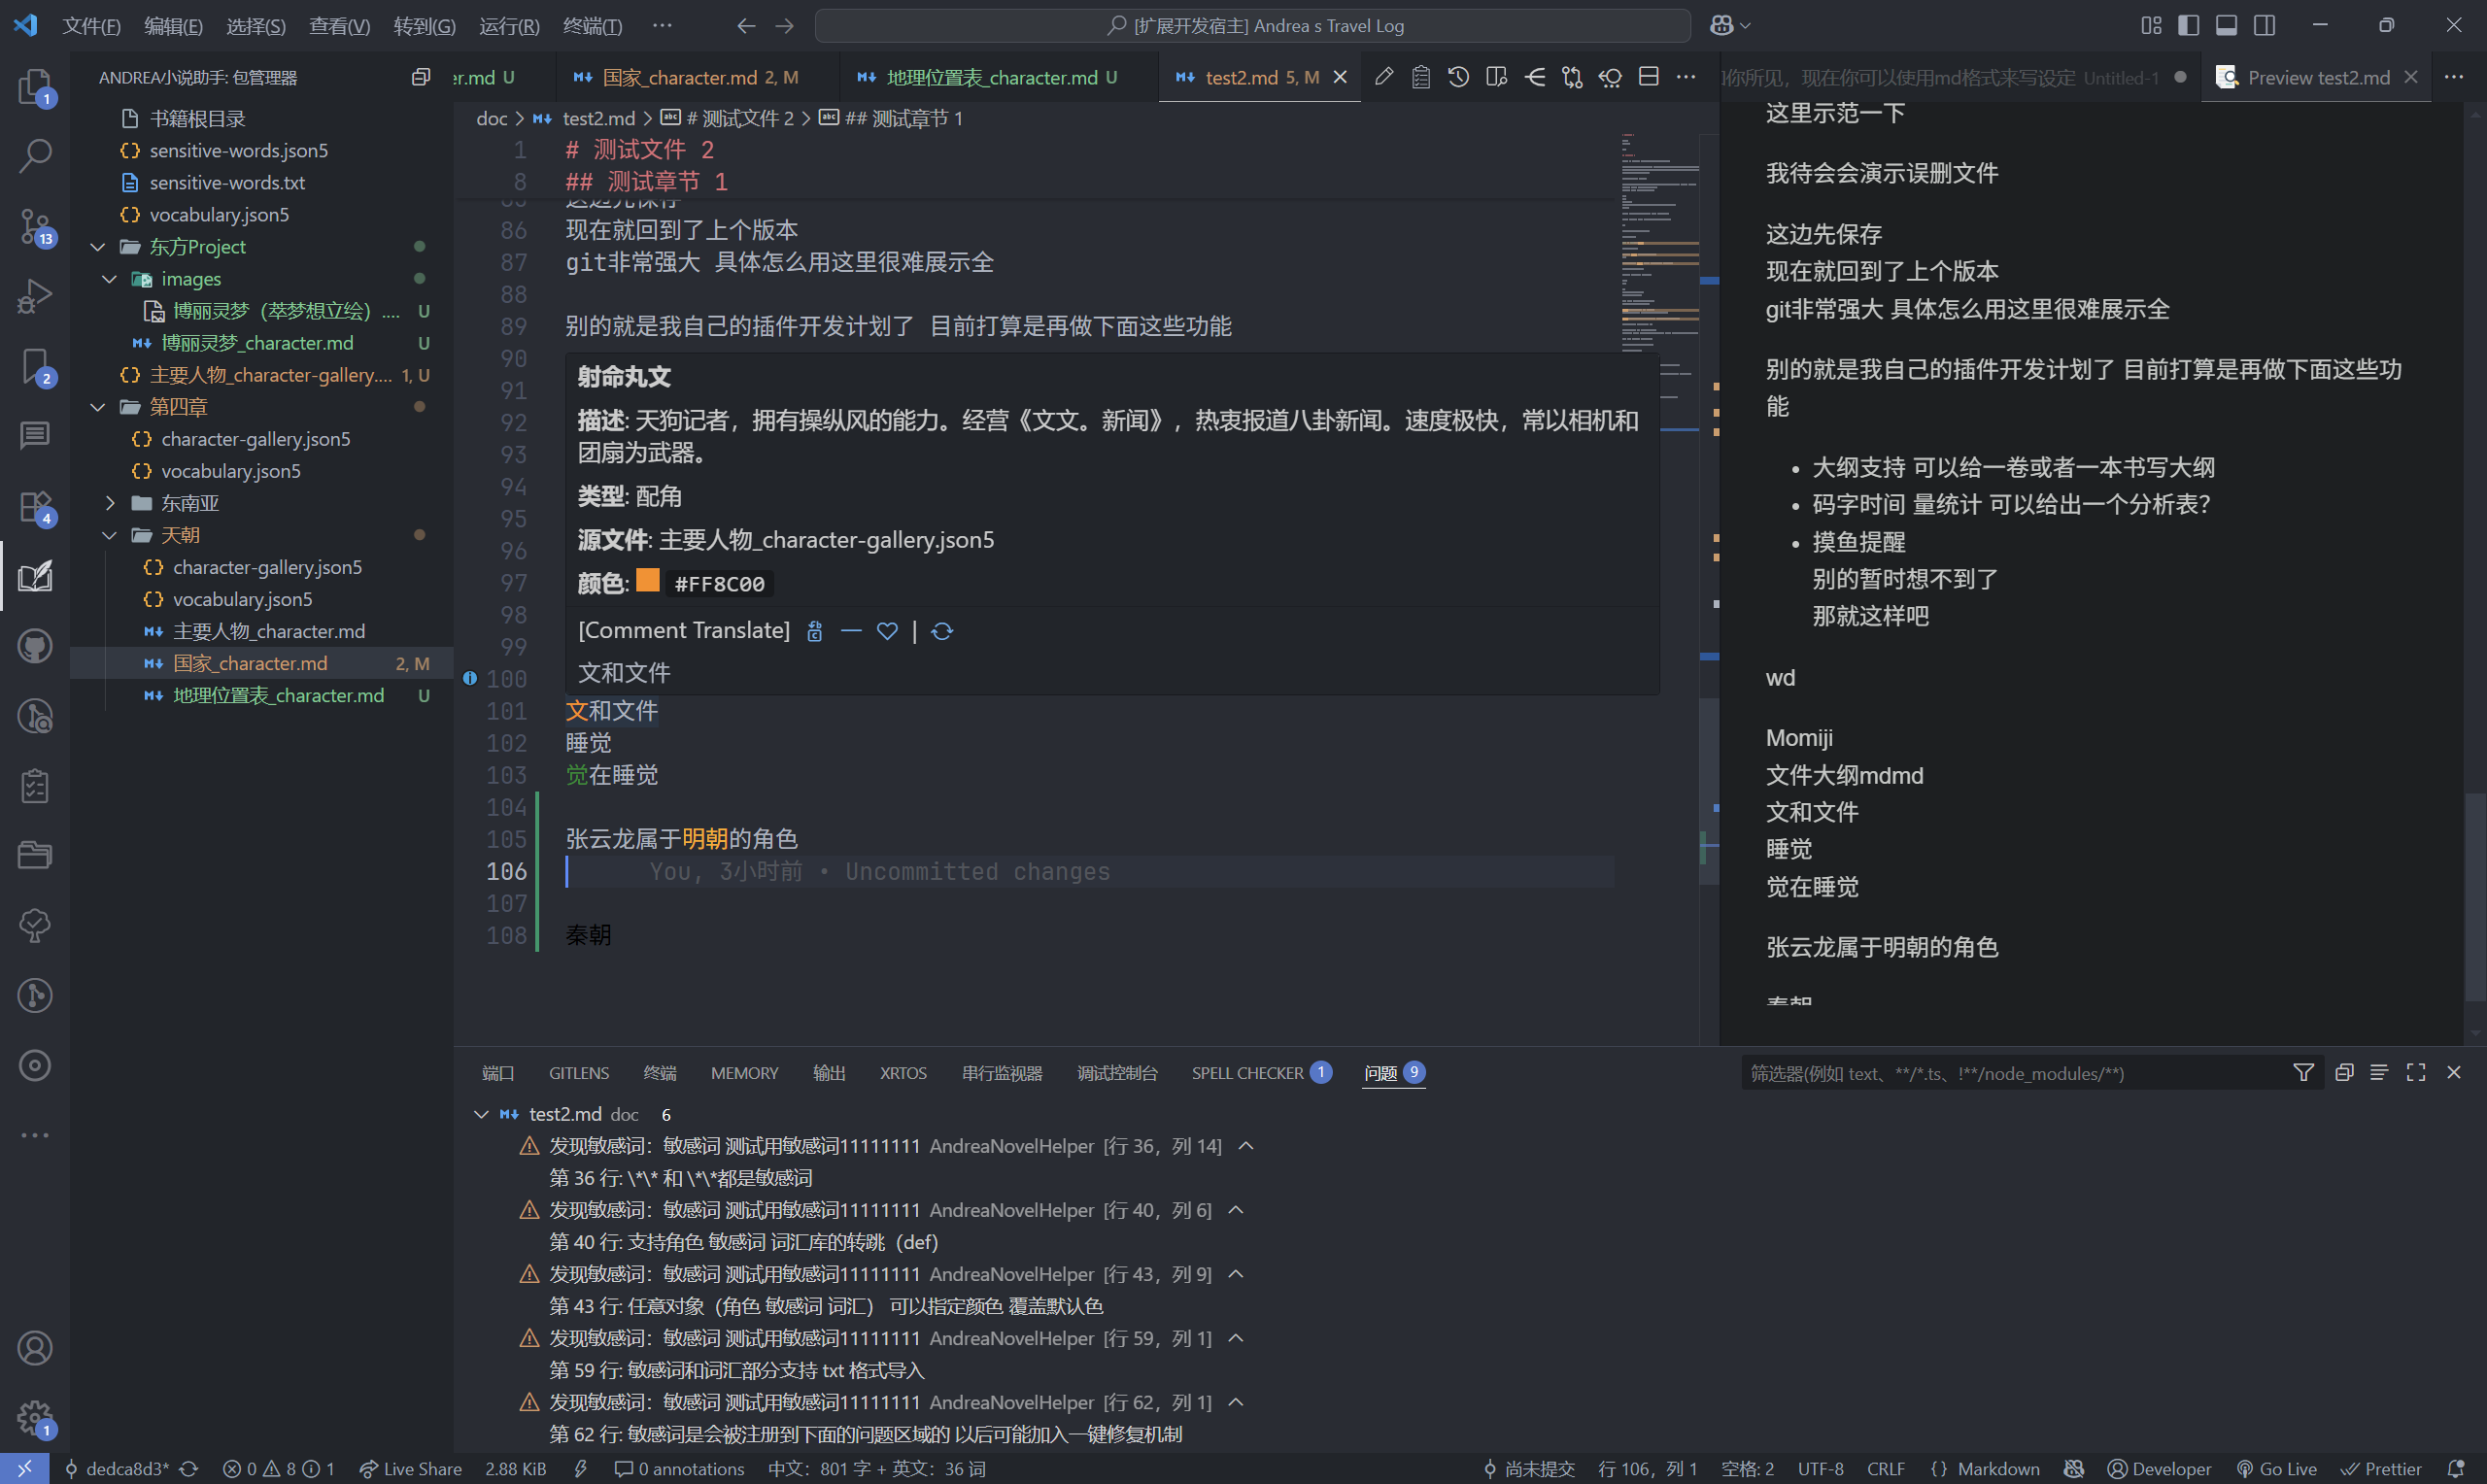 文件(F) 编辑(E) 选择(S) 查看(V) 转到(G) 运行(R) 终端(T) ··· [扩展开发宿主] Andrea s Travel Log
ANDREA/小说助手: 包管理器
书籍根目录
sensitive-words.json5
sensitive-words.txt
vocabulary.json5
东方Project
images
博丽灵梦（萃梦想立绘）.... U
博丽灵梦_character.md U
主要人物_character-gallery.... 1, U
第四章
character-gallery.json5
vocabulary.json5
东南亚
天朝
character-gallery.json5
vocabulary.json5
主要人物_character.md
国家_character.md 2, M
地理位置表_character.md U
1
13
2
4
1
er.md U 国家_character.md 2, M 地理位置表_character.md U test2.md 5, M
doc > test2.md > # 测试文件 2 > ## 测试章节 1
1 # 测试文件 2
8 ## 测试章节 1
86 现在就回到了上个版本
87 git非常强大 具体怎么用这里很难展示全
88
89 别的就是我自己的插件开发计划了 目前打算是再做下面这些功能
90
91
92
93
94
95
96
97
98
99
100
射命丸文
描述: 天狗记者，拥有操纵风的能力。经营《文文。新闻》，热衷报道八卦新闻。速度极快，常以相机和
团扇为武器。
类型: 配角
源文件: 主要人物_character-gallery.json5
颜色: #FF8C00
[Comment Translate] |
文和文件
101 文和文件
102 睡觉
103 觉在睡觉
104
105 张云龙属于明朝的角色
106 You, 3小时前 • Uncommitted changes
107
108 秦朝
你所见，现在你可以使用md格式来写设定 Untitled-1 Preview test2.md
这里示范一下
我待会会演示误删文件
这边先保存
现在就回到了上个版本
git非常强大 具体怎么用这里很难展示全
别的就是我自己的插件开发计划了 目前打算是再做下面这些功
能
• 大纲支持 可以给一卷或者一本书写大纲
• 码字时间 量统计 可以给出一个分析表？
• 摸鱼提醒
别的暂时想不到了
那就这样吧
wd
Momiji
文件大纲mdmd
文和文件
睡觉
觉在睡觉
张云龙属于明朝的角色
端口 GITLENS 终端 MEMORY 输出 XRTOS 串行监视器 调试控制台 SPELL CHECKER 1 问题 9
筛选器(例如 text、**/*.ts、!**/node_modules/**)
test2.md doc 6
发现敏感词：敏感词 测试用敏感词11111111 AndreaNovelHelper [行 36，列 14]
第 36 行: \*\* 和 \*\*都是敏感词
发现敏感词：敏感词 测试用敏感词11111111 AndreaNovelHelper [行 40，列 6]
第 40 行: 支持角色 敏感词 词汇库的转跳（def）
发现敏感词：敏感词 测试用敏感词11111111 AndreaNovelHelper [行 43，列 9]
第 43 行: 任意对象（角色 敏感词 词汇） 可以指定颜色 覆盖默认色
发现敏感词：敏感词 测试用敏感词11111111 AndreaNovelHelper [行 59，列 1]
第 59 行: 敏感词和词汇部分支持 txt 格式导入
发现敏感词：敏感词 测试用敏感词11111111 AndreaNovelHelper [行 62，列 1]
第 62 行: 敏感词是会被注册到下面的问题区域的 以后可能加入一键修复机制
dedca8d3* 0 8 1 Live Share 2.88 KiB 0 annotations 中文：801 字 + 英文：36 词 尚未提交 行 106，列 1 空格: 2 UTF-8 CRLF {} Markdown Developer Go Live Prettier